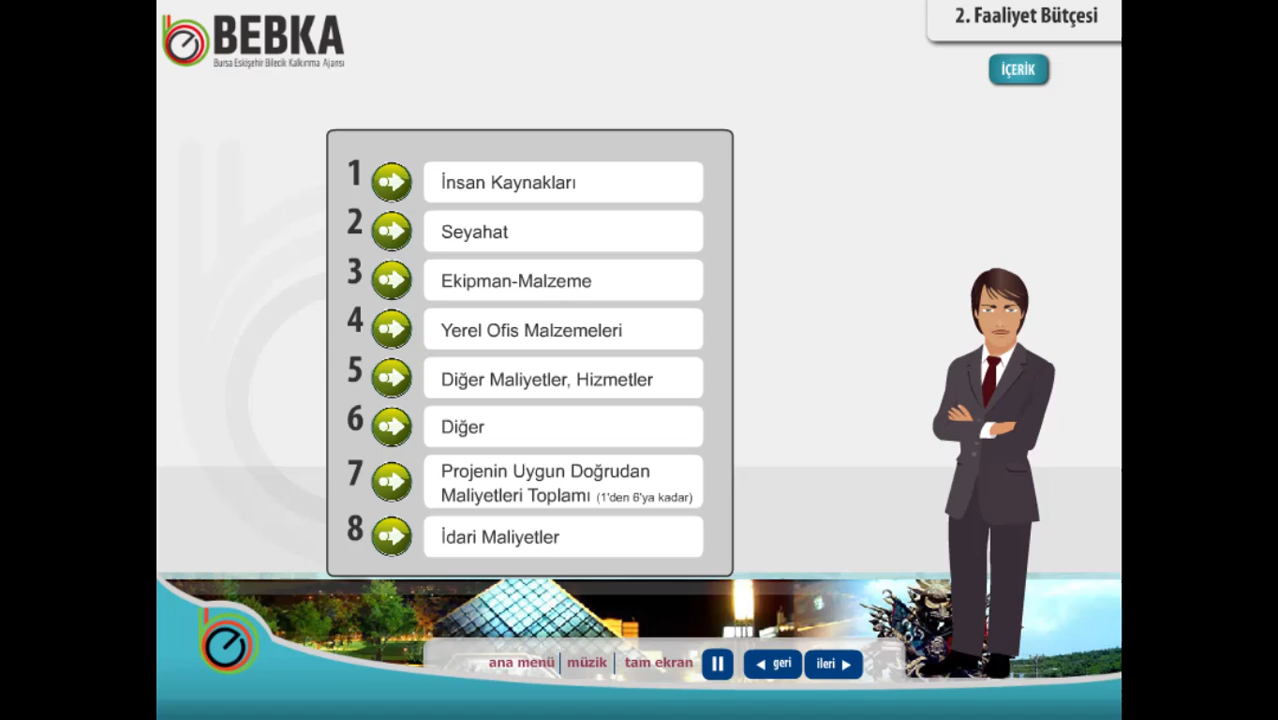 BEBKA
Bursa Eskişehir Bilecik Kalkınma Ajansı
2. Faaliyet Bütçesi
İÇERİK
1 İnsan Kaynakları
2 Seyahat
3 Ekipman-Malzeme
4 Yerel Ofis Malzemeleri
5 Diğer Maliyetler, Hizmetler
6 Diğer
7 Projenin Uygun Doğrudan
Maliyetleri Toplamı (1'den 6'ya kadar)
8 İdari Maliyetler
ana menü müzik tam ekran geri ileri